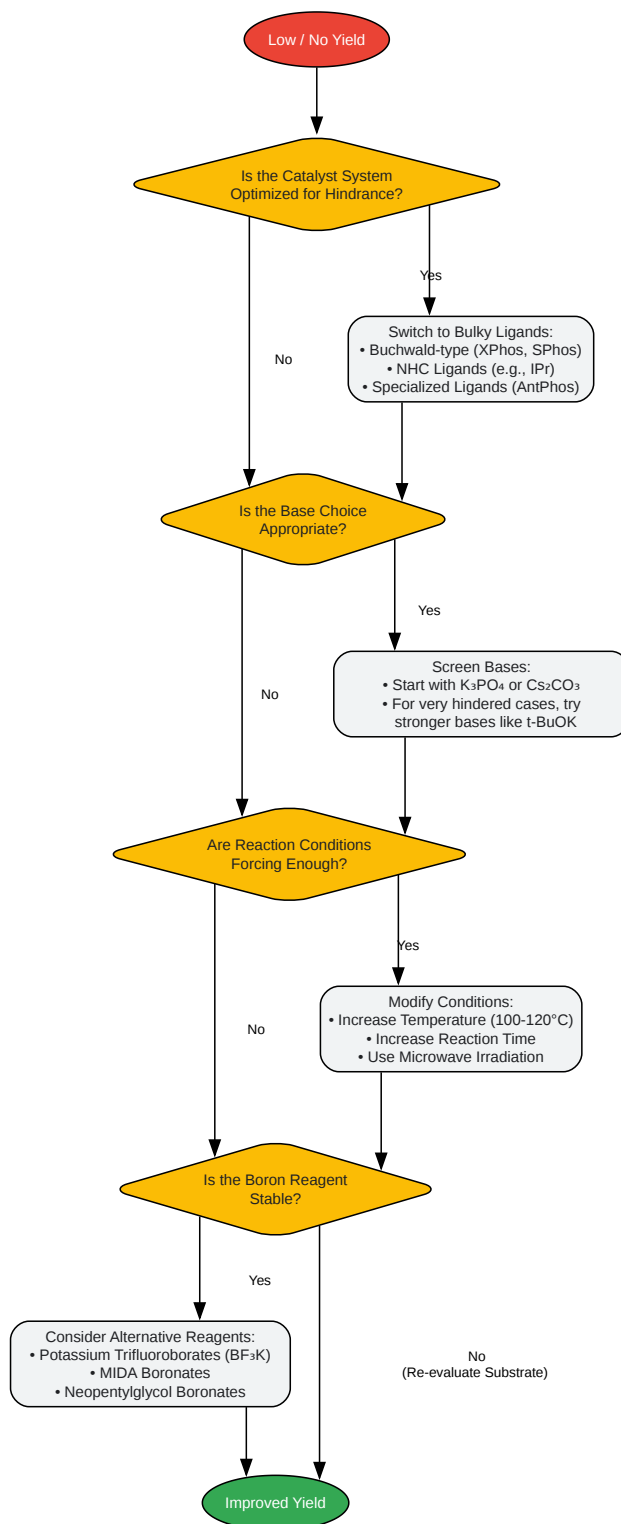 Low / No Yield
Is the Catalyst System
Optimized for Hindrance?
Yes
Switch to Bulky Ligands:
• Buchwald-type (XPhos, SPhos)
• NHC Ligands (e.g., IPr)
• Specialized Ligands (AntPhos)
No
Is the Base Choice
Appropriate?
Yes
Screen Bases:
• Start with K₃PO₄ or Cs₂CO₃
• For very hindered cases, try
stronger bases like t-BuOK
No
Are Reaction Conditions
Forcing Enough?
Yes
Modify Conditions:
• Increase Temperature (100-120°C)
• Increase Reaction Time
• Use Microwave Irradiation
No
Is the Boron Reagent
Stable?
Yes
Consider Alternative Reagents:
• Potassium Trifluoroborates (BF₃K)
• MIDA Boronates
• Neopentylglycol Boronates
No
(Re-evaluate Substrate)
Improved Yield